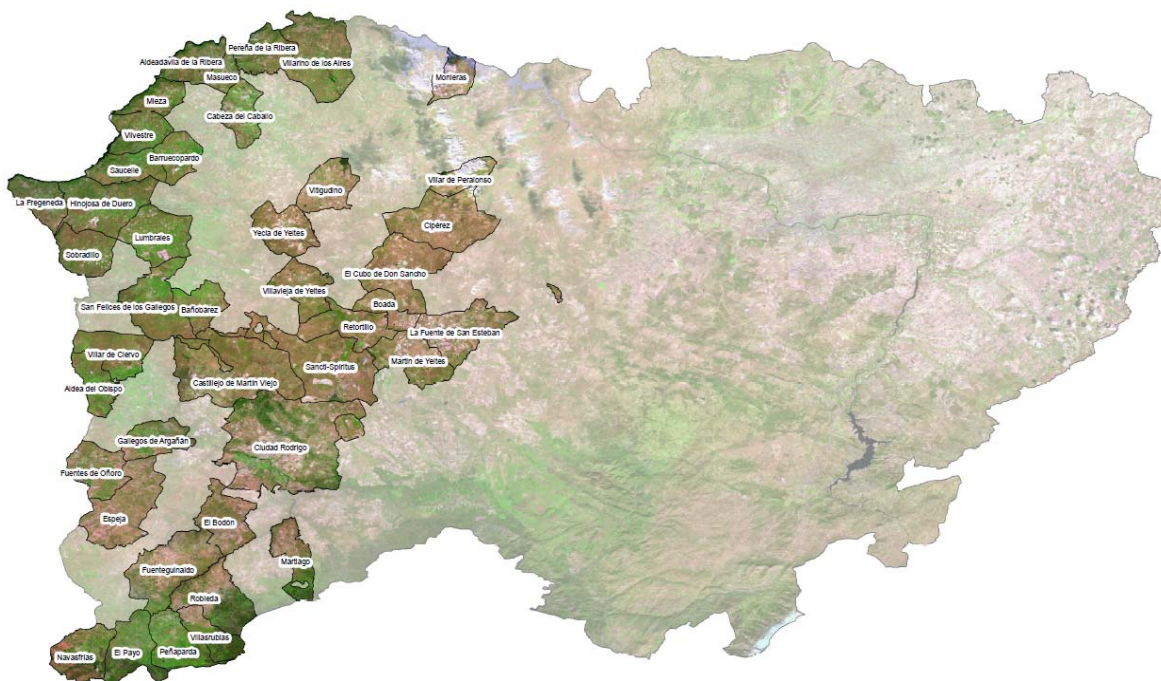 Pereña de la Ribera
Aldeadávila de la Ribera
Villarino de los Aires
Masueco
Monleras
Mieza
Cabeza del Caballo
Vilvestre
Barruecopardo
Saucelle
Villar de Peralonso
Vitigudino
La Fregeneda
Hinojosa de Duero
Cipérez
Yecla de Yeltes
Lumbrales
Sobradillo
El Cubo de Don Sancho
Villavieja de Yeltes
Boada
San Felices de los Gallegos
Bañobárez
Retortillo
La Fuente de San Esteban
Villar de Ciervo
Martín de Yeltes
Sancti-Spíritus
Castillejo de Martín Viejo
Aldea del Obispo
Gallegos de Argañán
Ciudad Rodrigo
Fuentes de Oñoro
Espeja
El Bodón
Martiago
Fuenteguinaldo
Robleda
Villasrubias
Navasfrías
El Payo
Peñaparda